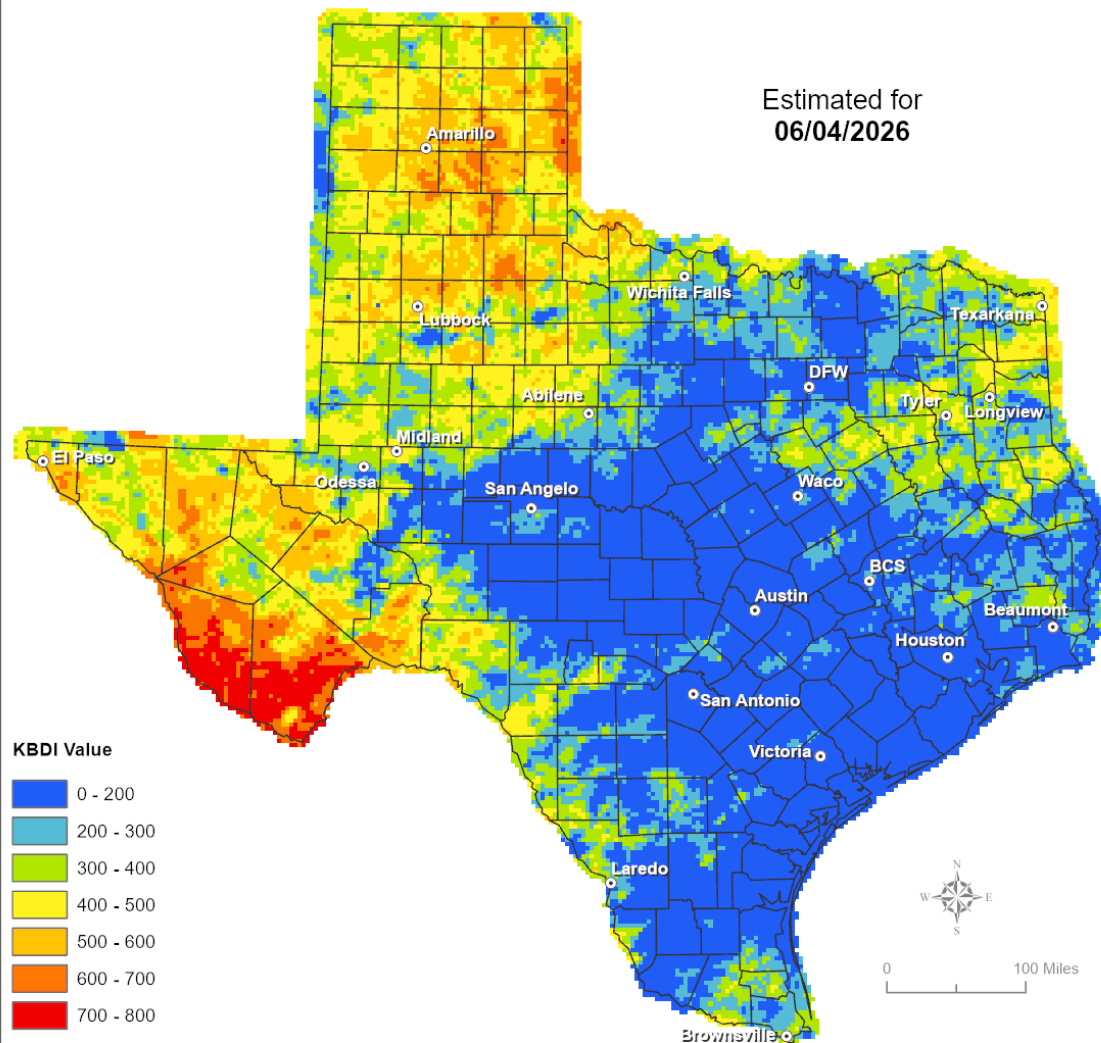 Estimated for
06/04/2026
Amarillo
Wichita Falls
Lubbock
Texarkana
DFW
Abilene
Tyler
Longview
Midland
El Paso
Odessa
San Angelo
Waco
BCS
Austin
Beaumont
Houston
San Antonio
Victoria
Laredo
Brownsville
KBDI Value
0 - 200
200 - 300
300 - 400
400 - 500
500 - 600
600 - 700
700 - 800
N
W E
S
0 100 Miles